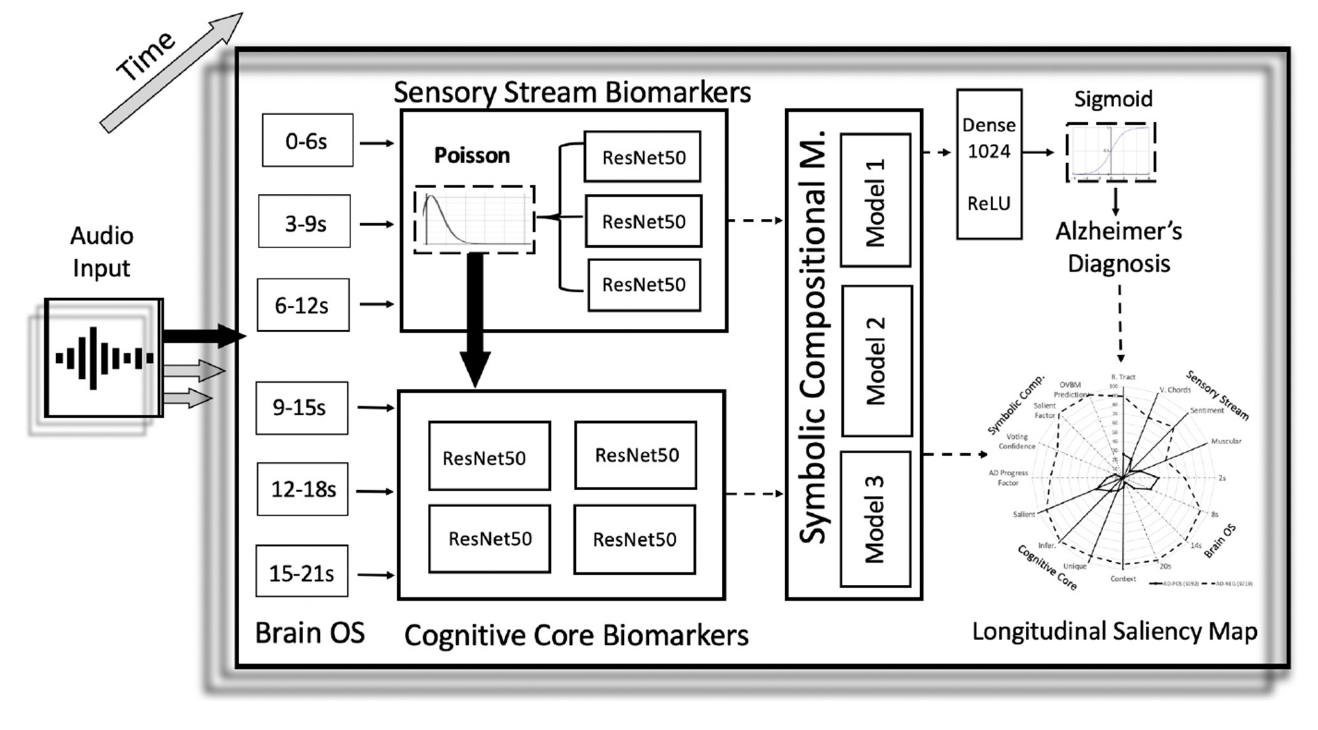 Time
Audio
Input
0-6s
3-9s
6-12s
9-15s
12-18s
15-21s
Brain OS
Sensory Stream Biomarkers
Poisson
ResNet50
ResNet50
ResNet50
ResNet50
ResNet50
ResNet50
ResNet50
Cognitive Core Biomarkers
Symbolic Compositional M.
Model 1
Model 2
Model 3
Dense
1024
ReLU
Sigmoid
Alzheimer's
Diagnosis
R. Tract
V. Chords
Sensory Stream
Sentiment
Muscular
2s
8s
Brain OS
14s
20s
Context
Unique
Cognitive Core
Infer.
Salient
AD Progress
Factor
Voting
Confidence
Salient
Factor
Symbolic Comp.
OVBM
Prediction
100
Longitudinal Saliency Map